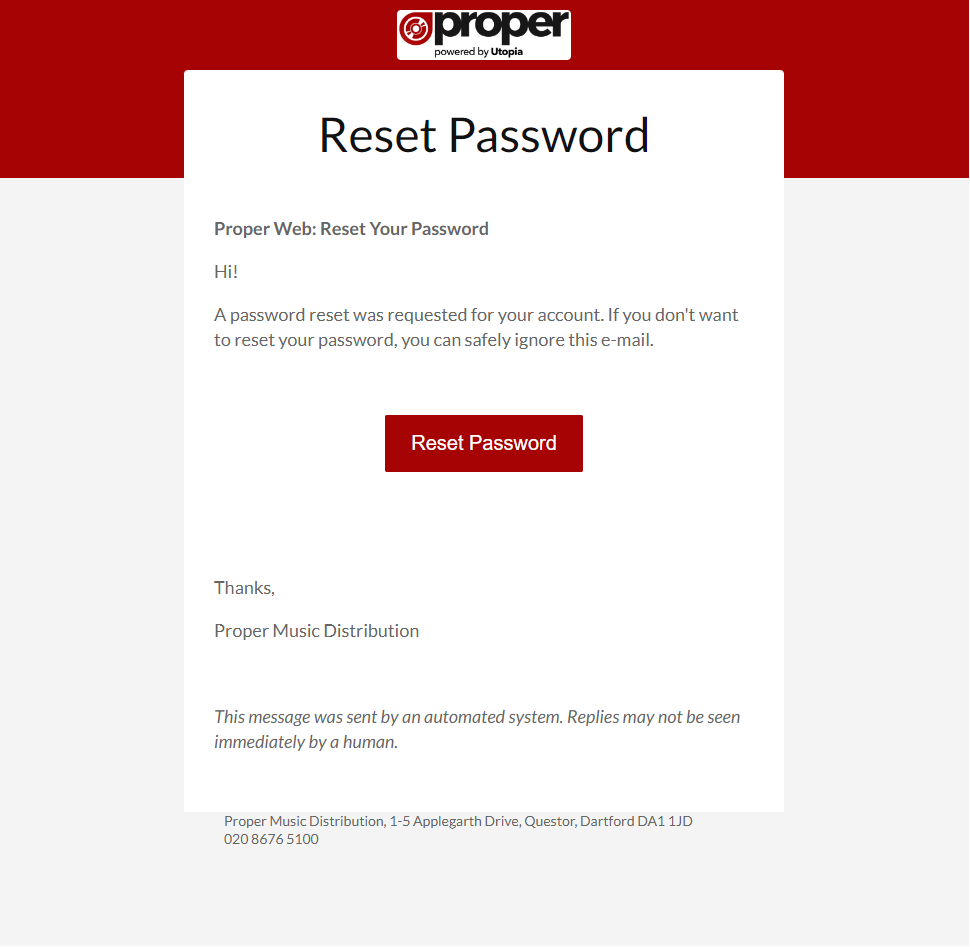 proper
powered by Utopia
Reset Password
Proper Web: Reset Your Password
Hi!
A password reset was requested for your account. If you don't want
to reset your password, you can safely ignore this e-mail.
Reset Password
Thanks,
Proper Music Distribution
This message was sent by an automated system. Replies may not be seen
immediately by a human.
Proper Music Distribution, 1-5 Applegarth Drive, Questor, Dartford DA1 1JD
020 8676 5100